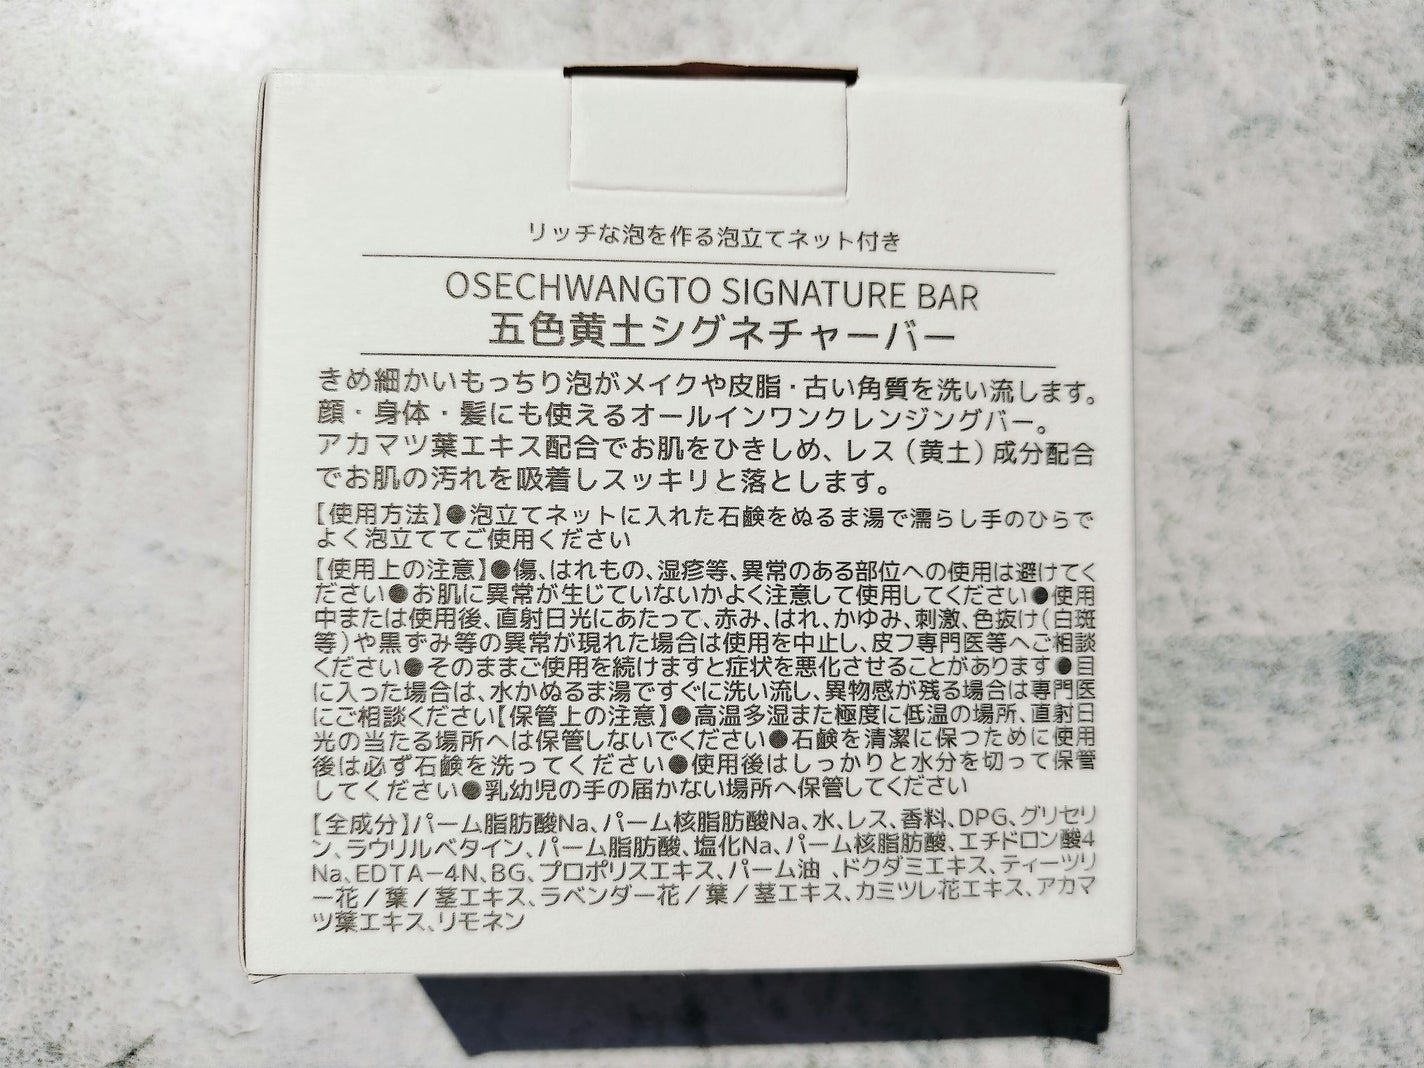 リッチな泡を作る泡立てネット付き
OSECHWANGTO SIGNATURE BAR
五色黄土シグネチャーバー
きめ細かいもっちり泡がメイクや皮脂・古い角質を洗い流します。
顔・身体・髪にも使えるオールインワンクレンジングバー。
アカマツ葉エキス配合でお肌をひきしめ、レス（黄土）成分配合
でお肌の汚れを吸着しスッキリと落とします。
【使用方法】●泡立てネットに入れた石鹸をぬるま湯で濡らし手のひらで
よく泡立ててご使用ください
【使用上の注意】●傷、はれもの、湿疹等、異常のある部位への使用は避けてく
ださい●お肌に異常が生じていないかよく注意して使用してください●使用
中または使用後、直射日光にあたって、赤み、はれ、かゆみ、刺激、色抜け（白斑
等）や黒ずみ等の異常が現れた場合は使用を中止し、皮フ専門医等へご相談
ください●そのままご使用を続けますと症状を悪化させることがあります●目
に入った場合は、水かぬるま湯ですぐに洗い流し、異物感が残る場合は専門医
にご相談ください【保管上の注意】●高温多湿また極度に低温の場所、直射日
光の当たる場所へは保管しないでください●石鹸を清潔に保つために使用
後は必ず石鹸を洗ってください●使用後はしっかりと水分を切って保管
してください●乳幼児の手の届かない場所へ保管してください
【全成分】パーム脂肪酸Na、パーム核脂肪酸Na、水、レス、香料、DPG、グリセリ
ン、ラウリルベタイン、パーム脂肪酸、塩化Na、パーム核脂肪酸、エチドロン酸4
Na、EDTA－4N、BG、プロポリスエキス、パーム油 、ドクダミエキス、ティーツリ
ー花／葉／茎エキス、ラベンダー花／葉／茎エキス、カミツレ花エキス、アカマ
ツ葉エキス、リモネン